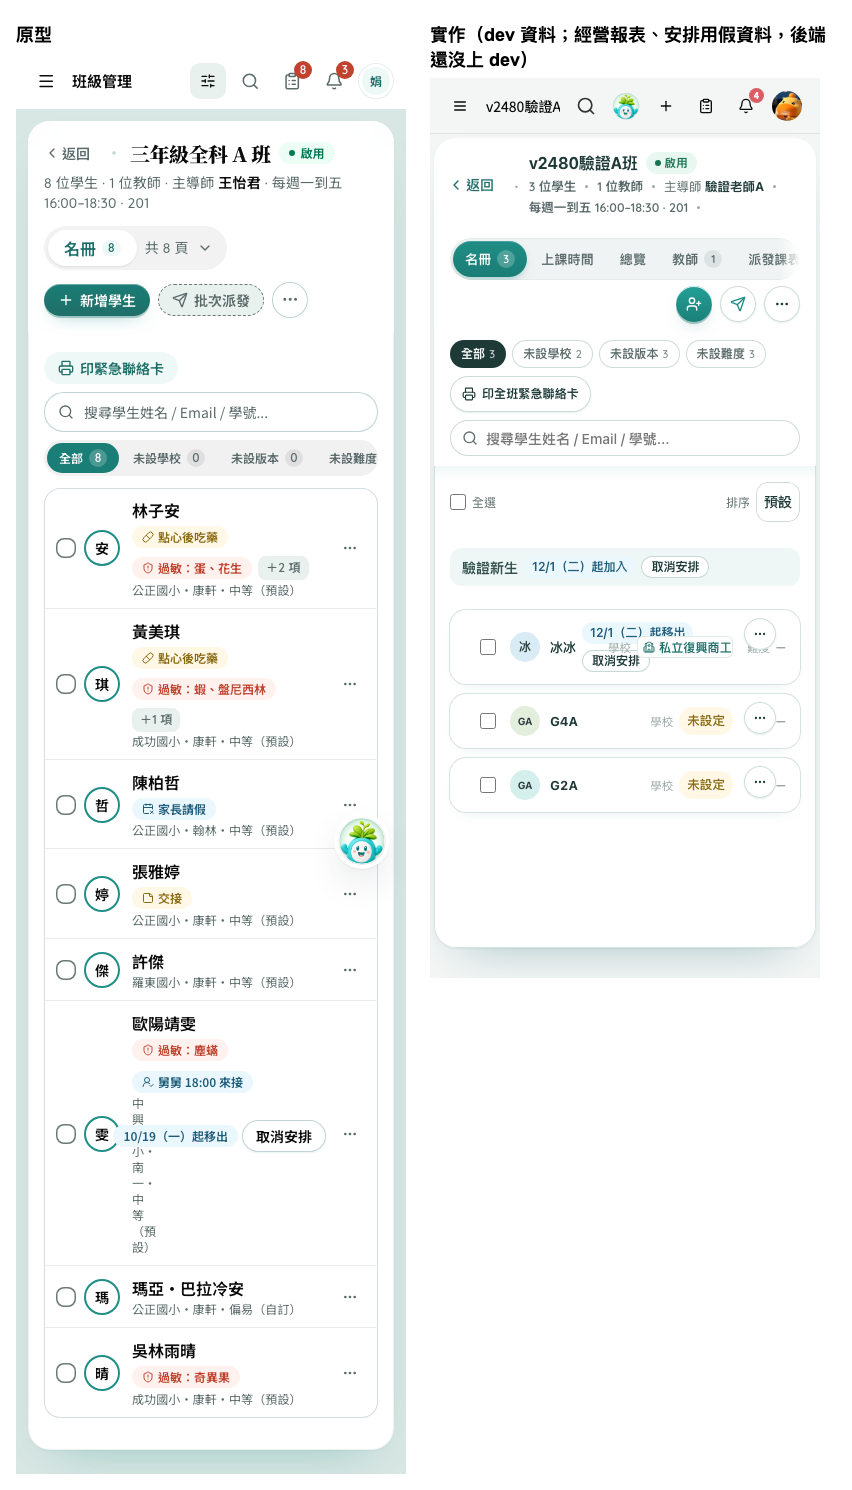 原型
班級管理
8
3
娟
返回
三年級全科 A 班
啟用
8 位學生 · 1 位教師 · 主導師 王怡君 · 每週一到五
16:00–18:30 · 201
名冊 8
共 8 頁
新增學生
批次派發
印緊急聯絡卡
搜尋學生姓名 / Email / 學號...
全部 8
未設學校 0
未設版本 0
未設難度
安
林子安
點心後吃藥
過敏：蛋、花生
＋2 項
公正國小・康軒・中等（預設）
琪
黃美琪
點心後吃藥
過敏：蝦、盤尼西林
＋1 項
成功國小・康軒・中等（預設）
哲
陳柏哲
家長請假
公正國小・翰林・中等（預設）
婷
張雅婷
交接
公正國小・康軒・中等（預設）
傑
許傑
羅東國小・康軒・中等（預設）
歐陽靖雯
過敏：塵蟎
舅舅 18:00 來接
中
興
雯
10/19（一）起移出
取消安排
小・
南
一・
中
等
（預
設）
瑪
瑪亞・巴拉冷安
公正國小・康軒・偏易（自訂）
晴
吳林雨晴
過敏：奇異果
成功國小・康軒・中等（預設）
實作（dev 資料；經營報表、安排用假資料，後端
還沒上 dev）
v2480驗證A
4
返回
v2480驗證A班
啟用
3 位學生 • 1 位教師 • 主導師 驗證老師A •
每週一到五 16:00–18:30 · 201 •
名冊 3
上課時間
總覽
教師 1
派發課表
全部 3
未設學校 2
未設版本 3
未設難度 3
印全班緊急聯絡卡
搜尋學生姓名 / Email / 學號...
全選
排序
預設
驗證新生
12/1（二）起加入
取消安排
冰
冰冰
12/1（二）起移出
取消安排
學校
私立復興商工
—
GA
G4A
學校
未設定
—
GA
G2A
學校
未設定
—